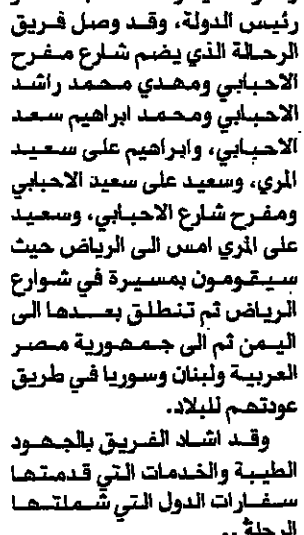 رئيس الدولة، وقد وصل فريق
الرحالة الذي يضم شارع مفرح
الاحبابي ومهدي محمد راشد
الاحبابي ومحمد ابراهيم سعد
الاحبابي، وابراهيم على سعيد
المري، وسعيد على سعيد الاحبابي
ومفرح شارع الاحبابي، وسعيد
على المري امس الى الرياض حيث
سيقومون بمسيرة في شوارع
الرياض ثم تنطلق بعدها الى
اليمن ثم الى جمهورية مصر
العربية ولبنان وسوريا في طريق
عودتهم للبلاد.
وقد اشاد الفريق بالجهود
الطيبة والخدمات التي قدمتها
سفارات الدول التي شملتها
الرحلة